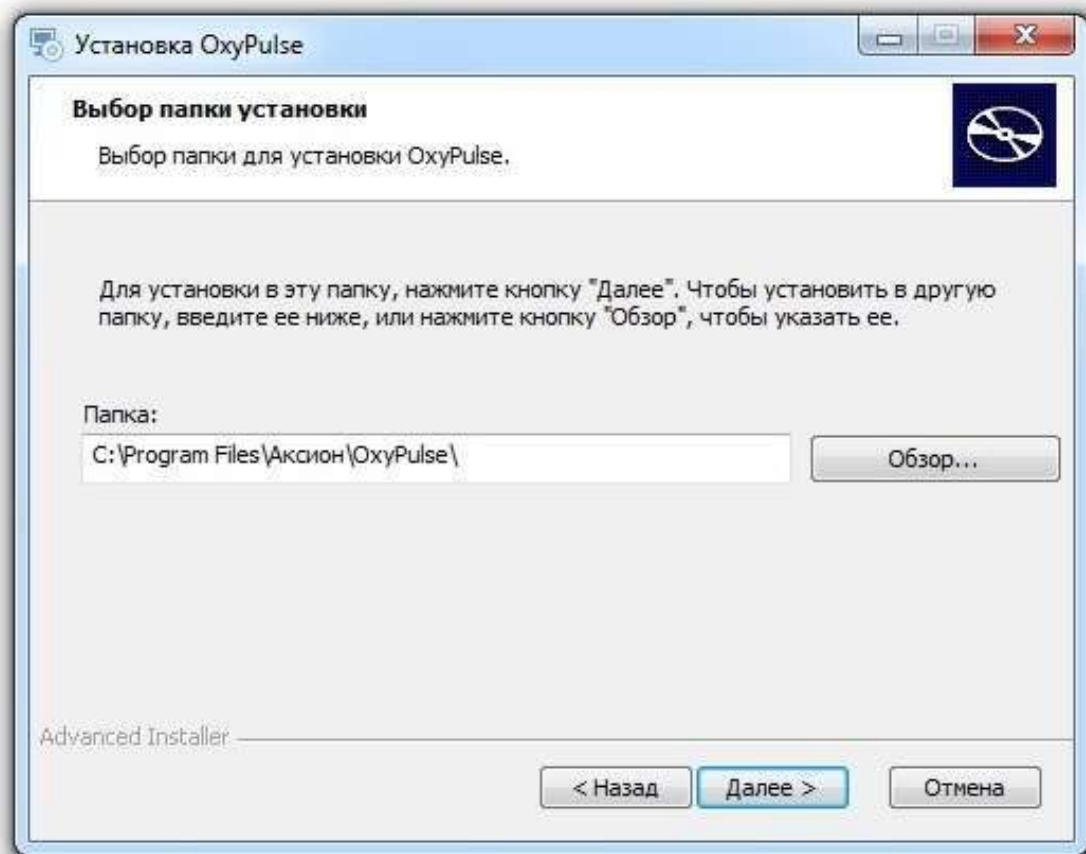 Установка OxyPulse
Выбор папки установки
Выбор папки для установки OxyPulse.
Для установки в эту папку, нажмите кнопку "Далее". Чтобы установить в другую
папку, введите ее ниже, или нажмите кнопку "Обзор", чтобы указать ее.
Папка:
C:\Program Files\Аксион\OxyPulse\
Обзор...
Advanced Installer
< Назад
Далее >
Отмена